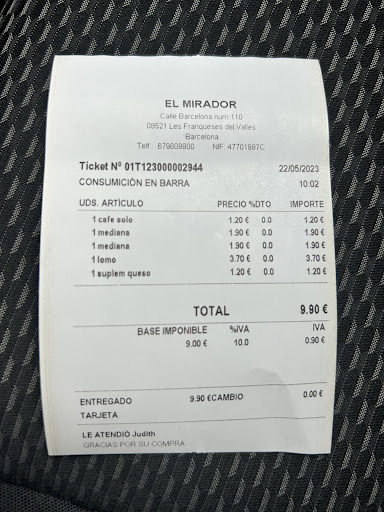 EL MIRADOR
Calle Barcelona num 110
08521 Les Franqueses del Valles
Barcelona
Telf.: 679608900 NIF: 47701997C
Ticket Nº 01T123000002944 22/05/2023
CONSUMICIÓN EN BARRA 10:02
UDS. ARTÍCULO PRECIO %DTO IMPORTE
1 cafe solo 1.20 € 0.0 1.20 €
1 mediana 1.90 € 0.0 1.90 €
1 mediana 1.90 € 0.0 1.90 €
1 lomo 3.70 € 0.0 3.70 €
1 suplem queso 1.20 € 0.0 1.20 €
TOTAL 9.90 €
BASE IMPONIBLE %IVA IVA
9.00 € 10.0 0.90 €
ENTREGADO 9.90 €CAMBIO 0.00 €
TARJETA
LE ATENDIÓ Judith
GRACIAS POR SU COMPRA